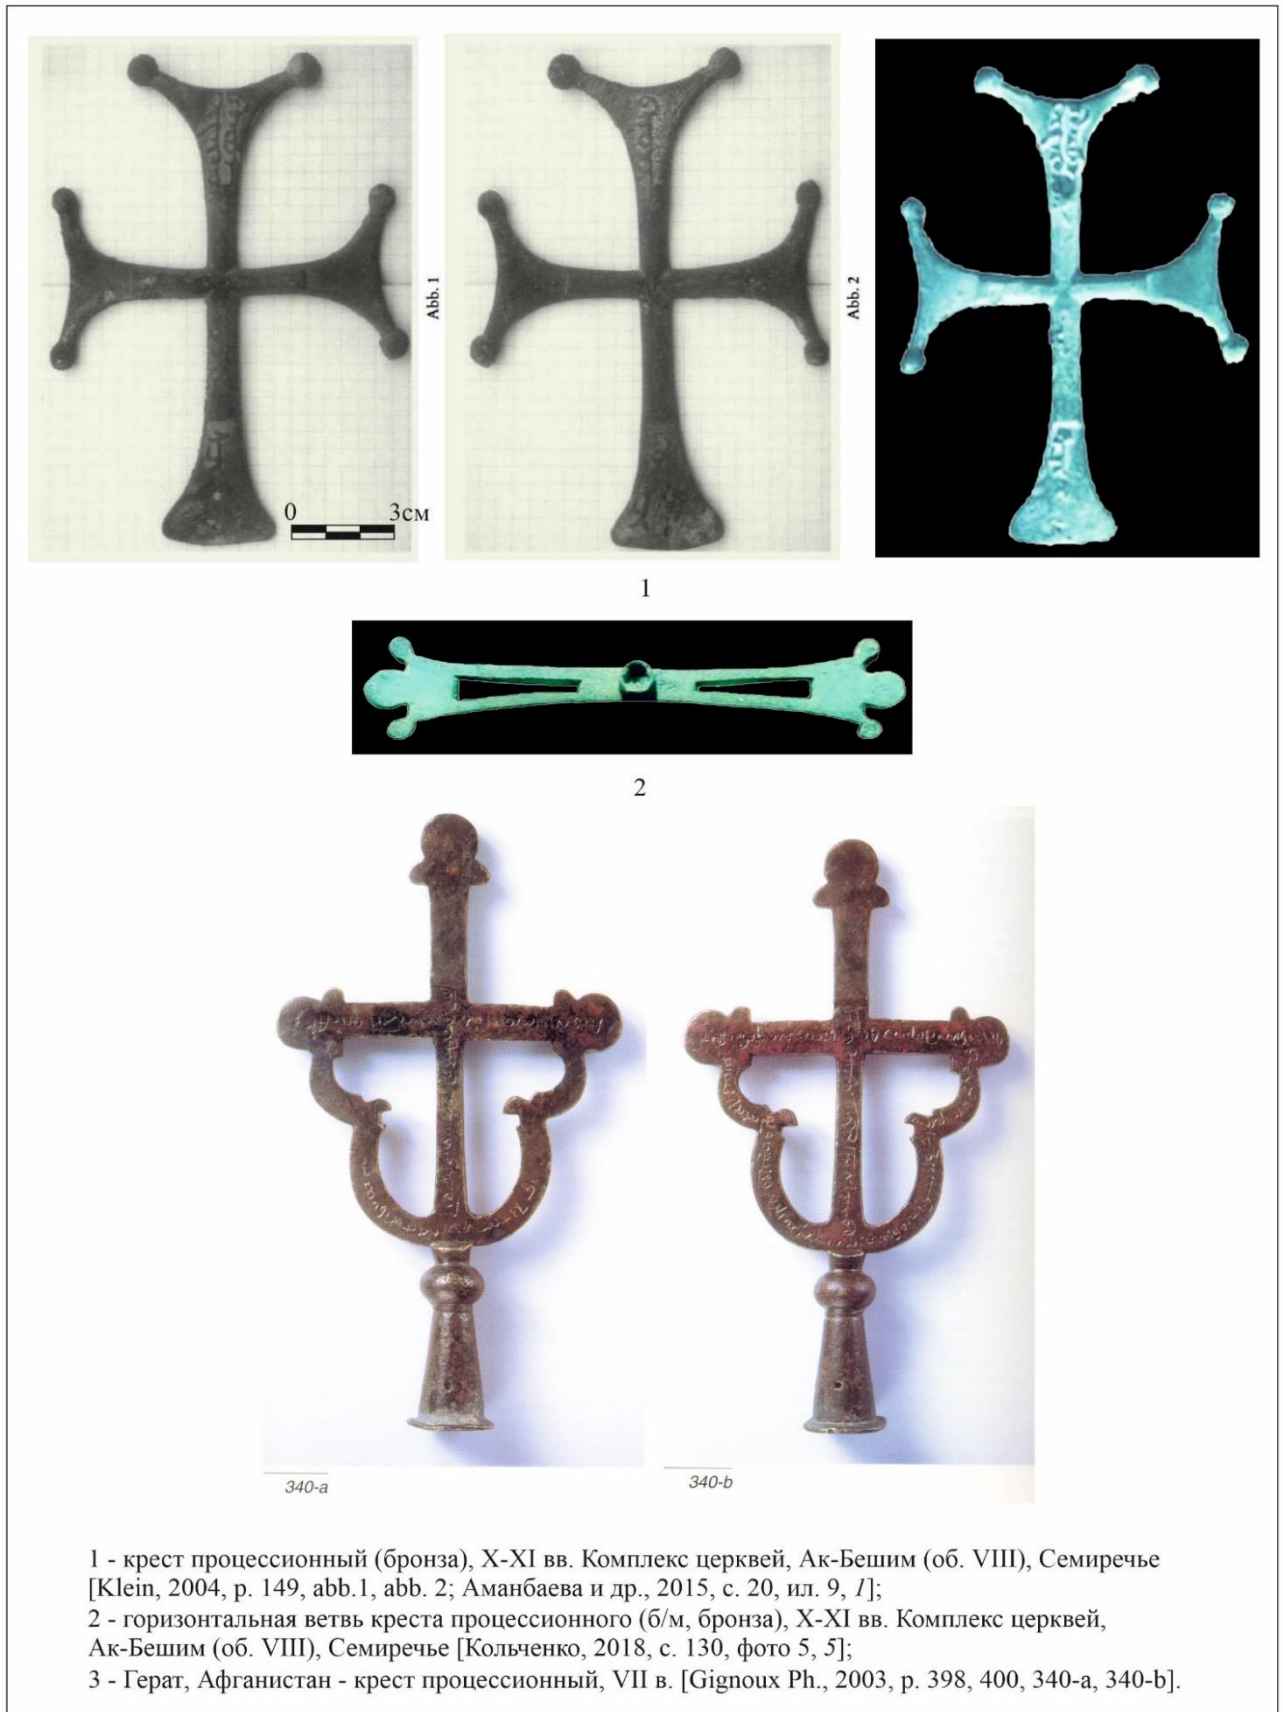 Abb. 1
Abb. 2
0 3см
1
2
340-a
340-b
1 - крест процессионный (бронза), X-XI вв. Комплекс церквей, Ак-Бешим (об. VIII), Семиречье
[Klein, 2004, p. 149, abb.1, abb. 2; Аманбаева и др., 2015, с. 20, ил. 9, 1];
2 - горизонтальная ветвь креста процессионного (б/м, бронза), X-XI вв. Комплекс церквей,
Ак-Бешим (об. VIII), Семиречье [Кольченко, 2018, с. 130, фото 5, 5];
3 - Герат, Афганистан - крест процессионный, VII в. [Gignoux Ph., 2003, p. 398, 400, 340-a, 340-b].